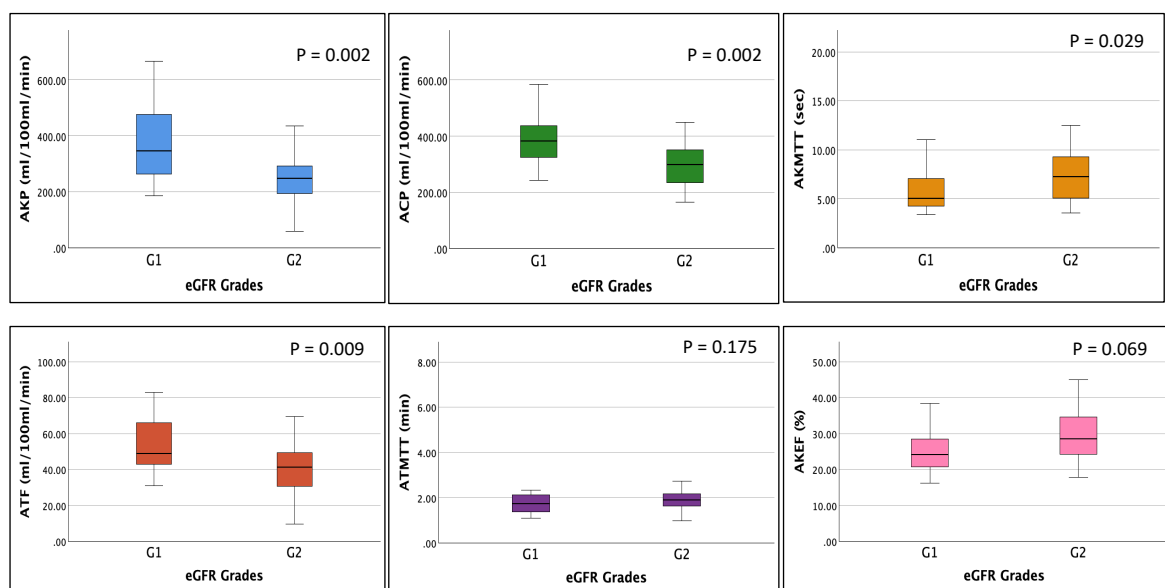 P = 0.002
AKP (ml/100ml/min)
600.00
400.00
200.00
.00
G1 G2
eGFR Grades
P = 0.002
ACP (ml/100ml/min)
600.00
400.00
200.00
.00
G1 G2
eGFR Grades
P = 0.029
AKMTT (sec)
20.00
15.00
10.00
5.00
.00
G1 G2
eGFR Grades
P = 0.009
ATF (ml/100ml/min)
100.00
80.00
60.00
40.00
20.00
.00
G1 G2
eGFR Grades
P = 0.175
ATMTT (min)
8.00
6.00
4.00
2.00
.00
G1 G2
eGFR Grades
P = 0.069
AKEF (%)
50.00
40.00
30.00
20.00
10.00
.00
G1 G2
eGFR Grades